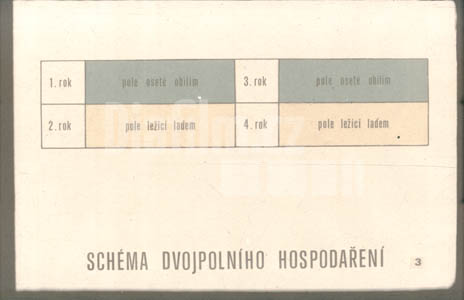 1. rok pole oseté obilím 3. rok pole oseté obilím
2. rok pole ležící ladem 4. rok pole ležící ladem
SCHÉMA DVOJPOLNÍHO HOSPODAŘENÍ 3